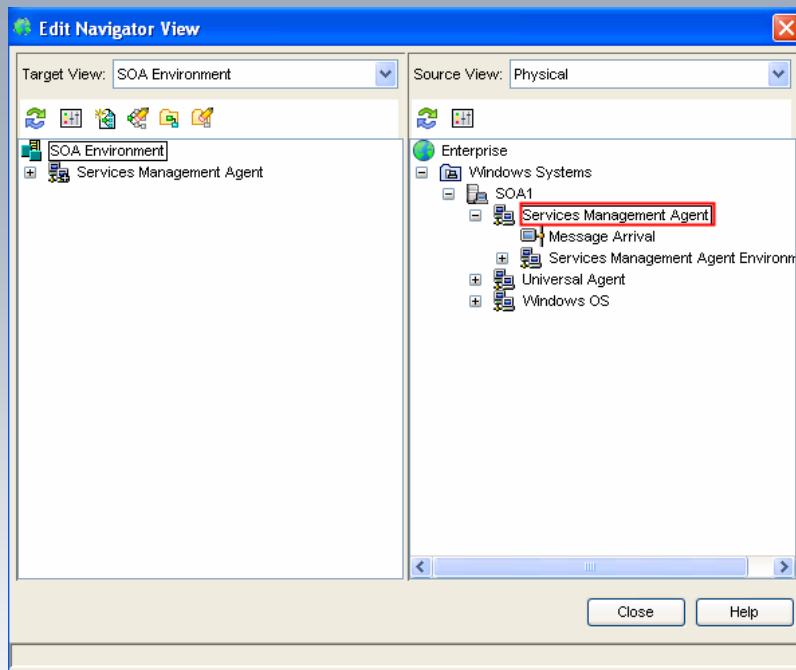 Edit Navigator View
Target View: SOA Environment
SOA Environment
Services Management Agent
Source View: Physical
Enterprise
Windows Systems
SOA1
Services Management Agent
Message Arrival
Services Management Agent Environm
Universal Agent
Windows OS
Close
Help